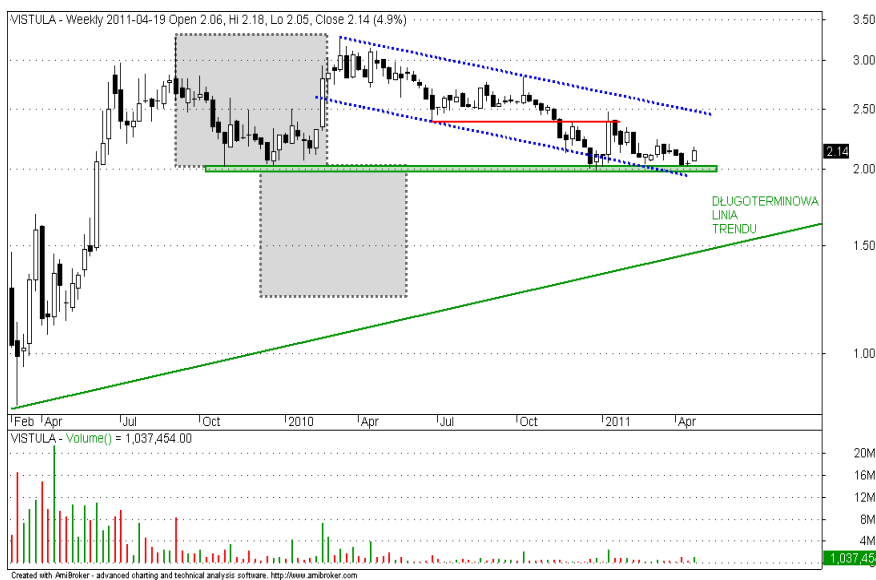 VISTULA - Weekly 2011-04-19 Open 2.06, Hi 2.18, Lo 2.05, Close 2.14 (4.9%)
3.50
3.00
2.50
2.14
2.00
DŁUGOTERMINOWA
LINIA
TRENDU
1.50
1.00
Feb Apr Jul Oct 2010 Apr Jul Oct 2011 Apr
VISTULA - Volume() = 1,037,454.00
20M
16M
12M
8M
4M
1,037,45
Created with AmiBroker - advanced charting and technical analysis software. http://www.amibroker.com